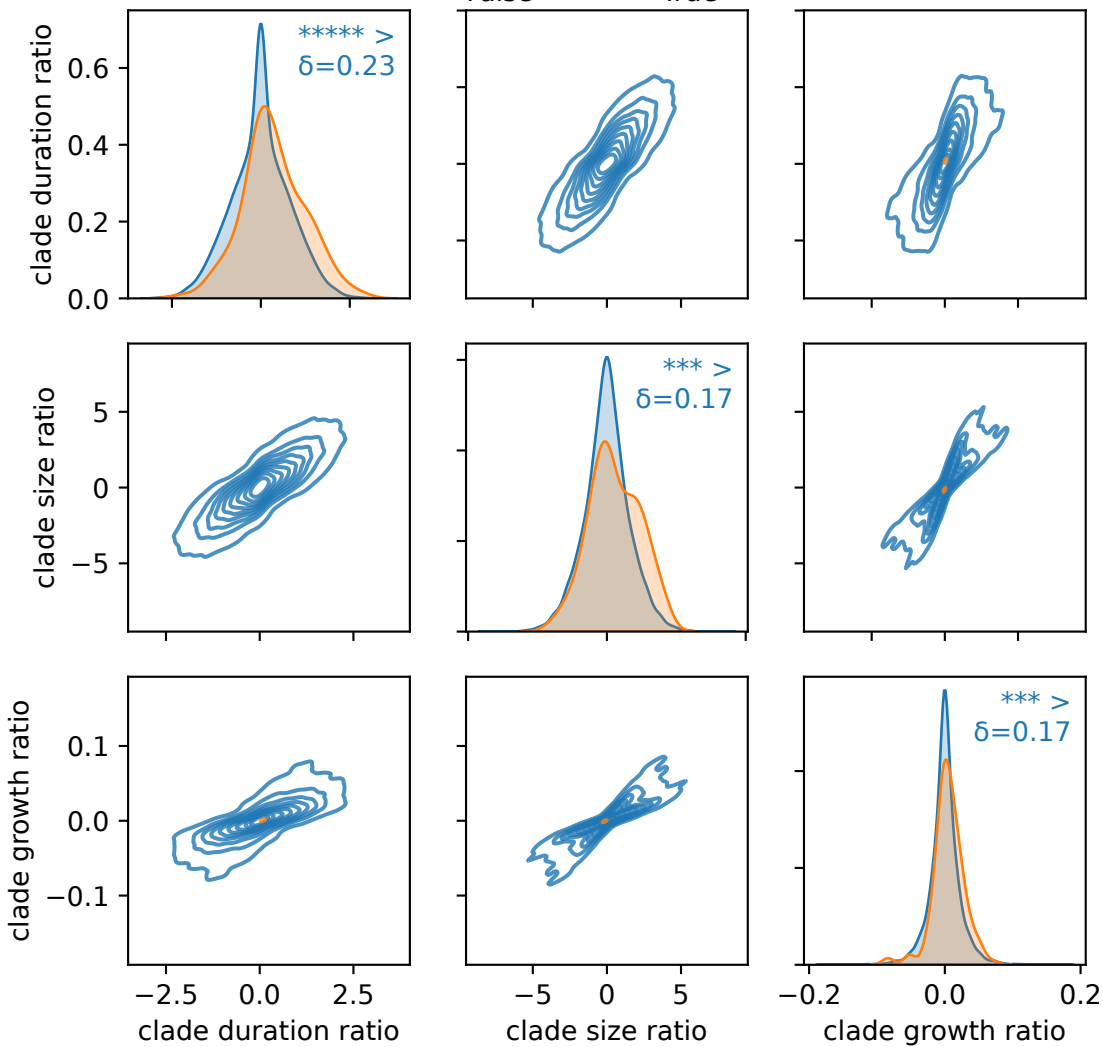 True
clade duration ratio
0.6
0.4
0.2
0.0
***** >
δ=0.23
clade size ratio
5
0
−5
*** >
δ=0.17
clade growth ratio
0.1
0.0
−0.1
*** >
δ=0.17
−2.5 0.0 2.5
−5 0 5
−0.2 0.0 0.2
clade duration ratio
clade size ratio
clade growth ratio